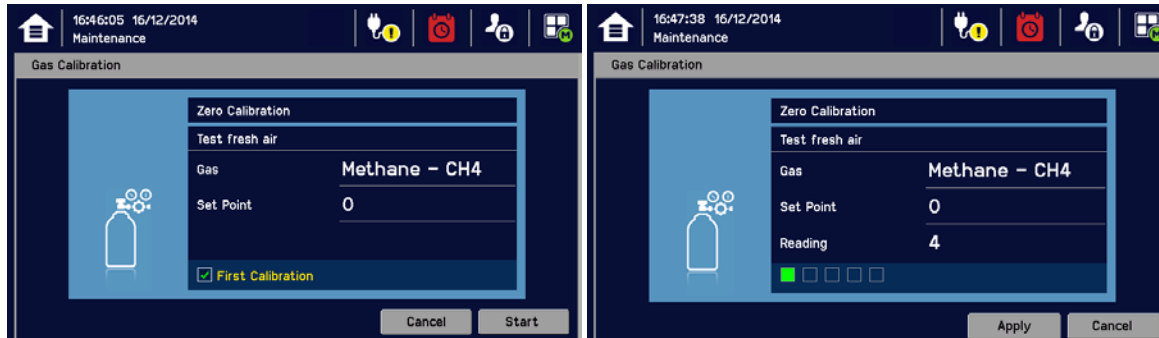 16:46:05 16/12/2014
Maintenance
Gas Calibration
Zero Calibration
Test fresh air
Gas Methane - CH4
Set Point 0
First Calibration
Cancel Start
16:47:38 16/12/2014
Maintenance
Gas Calibration
Zero Calibration
Test fresh air
Gas Methane - CH4
Set Point 0
Reading 4
Apply Cancel